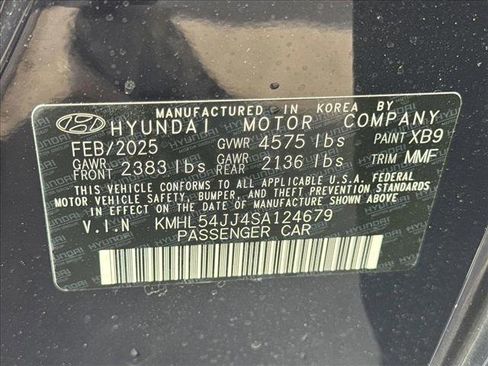 MANUFACTURED IN KOREA BY
HYUNDAI MOTOR COMPANY
FEB/2025 GVWR 4575 lbs PAINT XB9
GAWR FRONT 2383 lbs GAWR REAR 2136 lbs TRIM MMF
THIS VEHICLE CONFORMS TO ALL APPLICABLE U.S.A. FEDERAL
MOTOR VEHICLE SAFETY, BUMPER, AND THEFT PREVENTION STANDARDS
IN EFFECT ON THE DATE OF MANUFACTURE SHOWN ABOVE
V.I.N KMHL54JJ4SA124679
PASSENGER CAR